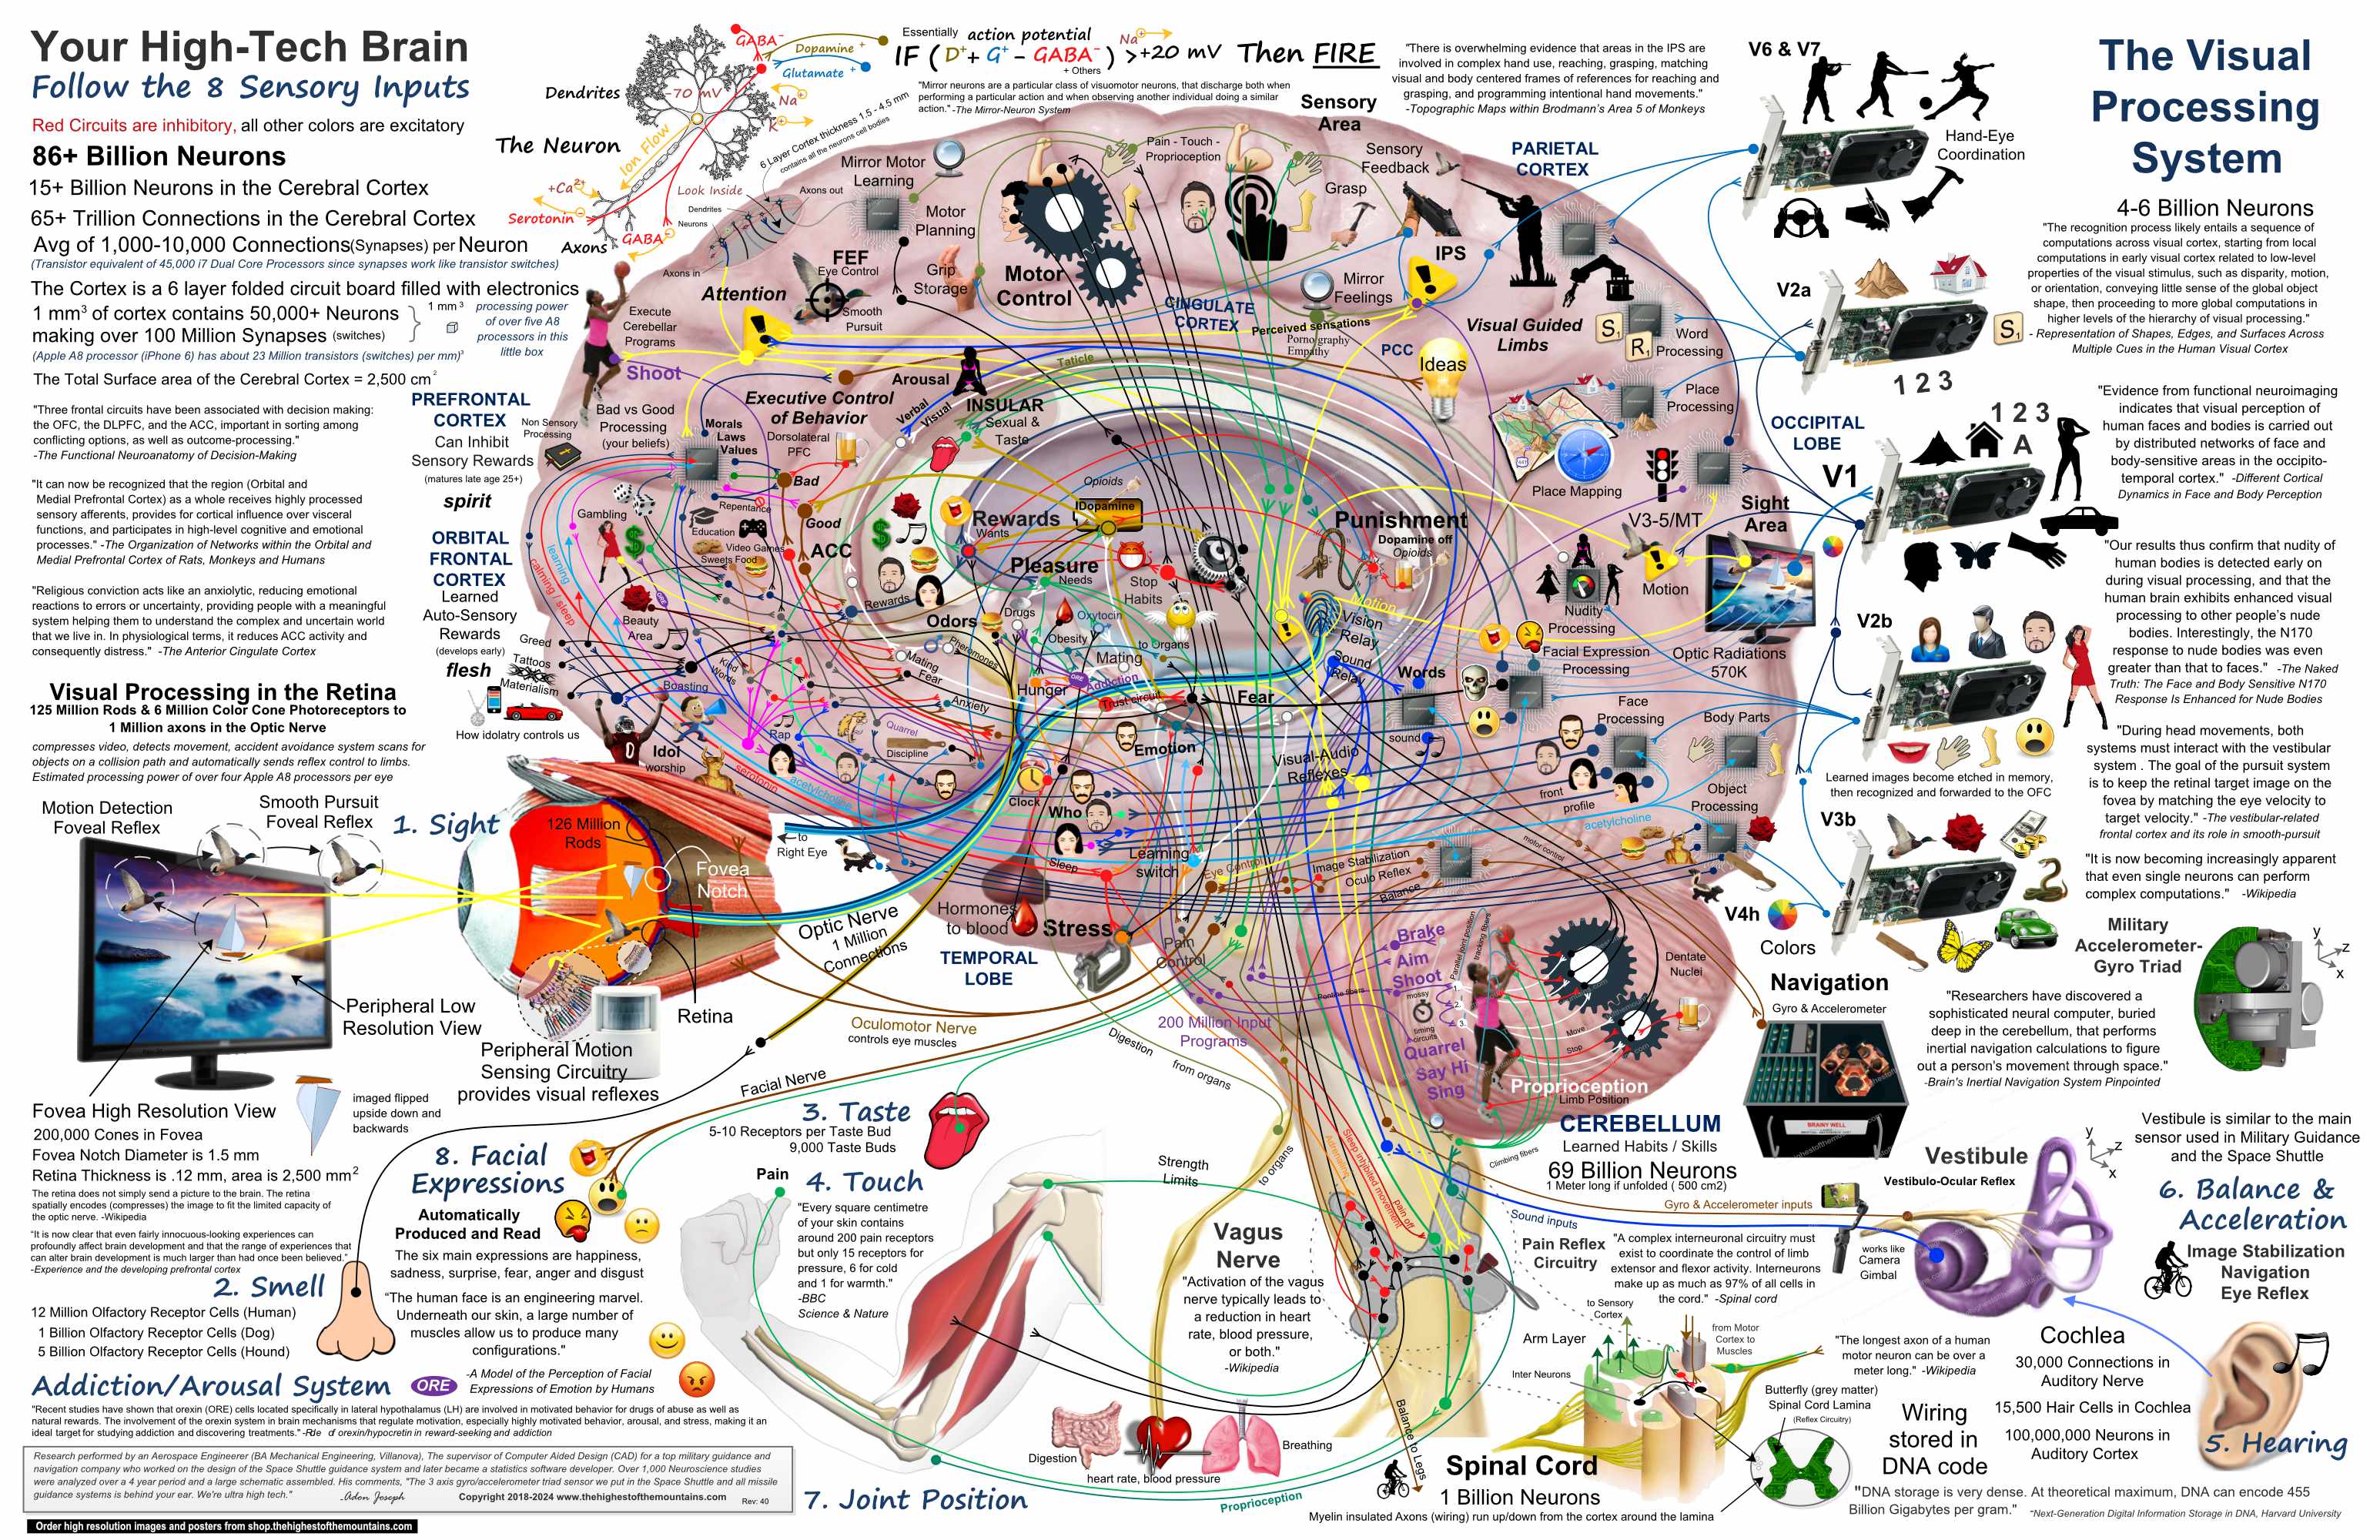 Your High-Tech Brain
Follow the 8 Sensory Inputs
Red Circuits are inhibitory, all other colors are excitatory
86+ Billion Neurons
15+ Billion Neurons in the Cerebral Cortex
65+ Trillion Connections in the Cerebral Cortex
Avg of 1,000-10,000 Connections(Synapses) per Neuron
(Transistor equivalent of 45,000 i7 Dual Core Processors since synapses work like transistor switches)
The Cortex is a 6 layer folded circuit board filled with electronics
1 mm³ of cortex contains 50,000+ Neurons
making over 100 Million Synapses (switches)
(Apple A8 processor (iPhone 6) has about 23 Million transistors (switches) per mm)³
1 mm³
processing power
of over five A8
processors in this
little box
The Total Surface area of the Cerebral Cortex = 2,500 cm²
"Three frontal circuits have been associated with decision making:
the OFC, the DLPFC, and the ACC, important in sorting among
conflicting options, as well as outcome-processing."
-The Functional Neuroanatomy of Decision-Making
"It can now be recognized that the region (Orbital and
Medial Prefrontal Cortex) as a whole receives highly processed
sensory afferents, provides for cortical influence over visceral
functions, and participates in high-level cognitive and emotional
processes." -The Organization of Networks within the Orbital and
Medial Prefrontal Cortex of Rats, Monkeys and Humans
"Religious conviction acts like an anxiolytic, reducing emotional
reactions to errors or uncertainty, providing people with a meaningful
system helping them to understand the complex and uncertain world
that we live in. In physiological terms, it reduces ACC activity and
consequently distress." -The Anterior Cingulate Cortex
Visual Processing in the Retina
125 Million Rods & 6 Million Color Cone Photoreceptors to
1 Million axons in the Optic Nerve
compresses video, detects movement, accident avoidance system scans for
objects on a collision path and automatically sends reflex control to limbs.
Estimated processing power of over four Apple A8 processors per eye
Motion Detection
Foveal Reflex
Smooth Pursuit
Foveal Reflex
1. Sight
126 Million
Rods
Fovea
Notch
to
Right Eye
Optic Nerve
1 Million
Connections
Peripheral Low
Resolution View
Retina
Peripheral Motion
Sensing Circuitry
provides visual reflexes
Oculomotor Nerve
controls eye muscles
Facial Nerve
Fovea High Resolution View
200,000 Cones in Fovea
Fovea Notch Diameter is 1.5 mm
Retina Thickness is .12 mm, area is 2,500 mm²
imaged flipped
upside down and
backwards
The retina does not simply send a picture to the brain. The retina
spatially encodes (compresses) the image to fit the limited capacity of
the optic nerve. -Wikipedia
"It is now clear that even fairly innocuous-looking experiences can
profoundly affect brain development and that the range of experiences that
can alter brain development is much larger than had once been believed."
-Experience and the developing prefrontal cortex
2. Smell
12 Million Olfactory Receptor Cells (Human)
1 Billion Olfactory Receptor Cells (Dog)
5 Billion Olfactory Receptor Cells (Hound)
8. Facial
Expressions
Automatically
Produced and Read
The six main expressions are happiness,
sadness, surprise, fear, anger and disgust
"The human face is an engineering marvel.
Underneath our skin, a large number of
muscles allow us to produce many
configurations."
-A Model of the Perception of Facial
Expressions of Emotion by Humans
Addiction/Arousal System
ORE
"Recent studies have shown that orexin (ORE) cells located specifically in lateral hypothalamus (LH) are involved in motivated behavior for drugs of abuse as well as
natural rewards. The involvement of the orexin system in brain mechanisms that regulate motivation, especially highly motivated behavior, arousal, and stress, making it an
ideal target for studying addiction and discovering treatments." -Role of orexin/hypocretin in reward-seeking and addiction
Research performed by an Aerospace Engineerer (BA Mechanical Engineering, Villanova), The supervisor of Computer Aided Design (CAD) for a top military guidance and
navigation company who worked on the design of the Space Shuttle guidance system and later became a statistics software developer. Over 1,000 Neuroscience studies
were analyzed over a 4 year period and a large schematic assembled. His comments, "The 3 axis gyro/accelerometer triad sensor we put in the Space Shuttle and all missile
guidance systems is behind your ear. We're ultra high tech."
-Adon Joseph
Copyright 2018-2024 www.thehighestofthemountains.com
Rev: 40
Order high resolution images and posters from shop.thehighestofthemountains.com
The Neuron
Dendrites
GABA⁻
Dopamine +
Glutamate +
-70 mV
Na+
K+
Ion Flow
+Ca²⁺
Serotonin
Axons
GABA
Look Inside
6 Layer Cortex thickness 1.5 - 4.5 mm
contains all the neurons cell bodies
Axons out
Dendrites
Neurons
Axons in
Essentially action potential
IF ( D⁺ + G⁺ - GABA⁻ ) >+20 mV Then FIRE
+ Others
Na+
"Mirror neurons are a particular class of visuomotor neurons, that discharge both when
performing a particular action and when observing another individual doing a similar
action." -The Mirror-Neuron System
"There is overwhelming evidence that areas in the IPS are
involved in complex hand use, reaching, grasping, matching
visual and body centered frames of references for reaching and
grasping, and programming intentional hand movements."
-Topographic Maps within Brodmann's Area 5 of Monkeys
Sensory
Area
PARIETAL
CORTEX
Mirror Motor
Learning
Motor
Planning
Pain - Touch -
Proprioception
Sensory
Feedback
Grasp
FEF
Eye Control
Smooth
Pursuit
Grip
Storage
Motor
Control
Attention
Execute
Cerebellar
Programs
Shoot
CINGULATE
CORTEX
Mirror
Feelings
Perceived sensations
Pornography
Empathy
IPS
PCC
Ideas
Visual Guided
Limbs
S₁
R₁
Word
Processing
Place
Processing
Place Mapping
Taticle
PREFRONTAL
CORTEX
Can Inhibit
Sensory Rewards
(matures late age 25+)
spirit
Non Sensory
Processing
Bad vs Good
Processing
(your beliefs)
Morals
Laws
Values
Executive Control
of Behavior
Dorsolateral
PFC
Arousal
Verbal
Visual
INSULAR
Sexual &
Taste
Bad
Repentance
Good
ACC
Gambling
Education
Video Games
Sweets Food
ORBITAL
FRONTAL
CORTEX
Learned
Auto-Sensory
Rewards
(develops early)
flesh
Greed
Tattoos
Materialism
How idolatry controls us
calming / sleep
learning
Beauty
Area
ORE
Boasting
Kind
Words
Idol
worship
Rap
Quarrel
Discipline
serotonin
acetylcholine
Opioids
Dopamine
Rewards
Wants
Pleasure
Needs
Stop
Habits
Rewards
Odors
Drugs
Oxytocin
Obesity
Pheromones
Mating
Fear
Anxiety
Hunger
ORE
Addiction
Mating
to Organs
Trust circuit
Fear
Punishment
Dopamine off
Opioids
Motion
Vision
Relay
Sound
Relay
Words
sound
Emotion
Visual-Audio
Reflexes
Clock
Who
Sleep
Learning
switch
Hormones
to blood
Stress
Pain
Control
TEMPORAL
LOBE
Eye Control
Image Stabilization
Oculo Reflex
Balance
motor control
V3-5/MT
Sight
Area
Motion
Nudity
Processing
Facial Expression
Processing
Optic Radiations
570K
Face
Processing
Body Parts
front
profile
Object
Processing
acetylcholine
Brake
Aim
Shoot
Parallel joint position
tracking fibers
mossy
1.
2.
3.
timing
circuits
Pontine fibers
200 Million Input
Programs
Quarrel
Say Hi
Sing
Dentate
Nuclei
Move
Stop
Proprioception
Limb Position
CEREBELLUM
Learned Habits / Skills
69 Billion Neurons
1 Meter long if unfolded ( 500 cm2)
Climbing fibers
Digestion
from organs
to organs
3. Taste
5-10 Receptors per Taste Bud
9,000 Taste Buds
Pain
4. Touch
"Every square centimetre
of your skin contains
around 200 pain receptors
but only 15 receptors for
pressure, 6 for cold
and 1 for warmth."
-BBC
Science & Nature
Strength
Limits
Vagus
Nerve
"Activation of the vagus
nerve typically leads to
a reduction in heart
rate, blood pressure,
or both."
-Wikipedia
Digestion
heart rate, blood pressure
Breathing
7. Joint Position
Proprioception
Adrenaline
Sleep inhibited movement
Pain off
Balance to Legs
Sound inputs
Gyro & Accelerometer inputs
Pain Reflex
Circuitry
"A complex interneuronal circuitry must
exist to coordinate the control of limb
extensor and flexor activity. Interneurons
make up as much as 97% of all cells in
the cord." -Spinal cord
to Sensory
Cortex
from Motor
Cortex to
Muscles
Arm Layer
Inter Neurons
Spinal Cord
1 Billion Neurons
Myelin insulated Axons (wiring) run up/down from the cortex around the lamina
"The longest axon of a human
motor neuron can be over a
meter long." -Wikipedia
Butterfly (grey matter)
Spinal Cord Lamina
(Reflex Circuitry)
Wiring
stored in
DNA code
"DNA storage is very dense. At theoretical maximum, DNA can encode 455
Billion Gigabytes per gram." "Next-Generation Digital Information Storage in DNA, Harvard University
The Visual
Processing
System
4-6 Billion Neurons
"The recognition process likely entails a sequence of
computations across visual cortex, starting from local
computations in early visual cortex related to low-level
properties of the visual stimulus, such as disparity, motion,
or orientation, conveying little sense of the global object
shape, then proceeding to more global computations in
higher levels of the hierarchy of visual processing."
- Representation of Shapes, Edges, and Surfaces Across
Multiple Cues in the Human Visual Cortex
V6 & V7
Hand-Eye
Coordination
V2a
S₁
1 2 3
OCCIPITAL
LOBE
V1
1 2 3
A
"Evidence from functional neuroimaging
indicates that visual perception of
human faces and bodies is carried out
by distributed networks of face and
body-sensitive areas in the occipito-
temporal cortex." -Different Cortical
Dynamics in Face and Body Perception
"Our results thus confirm that nudity of
human bodies is detected early on
during visual processing, and that the
human brain exhibits enhanced visual
processing to other people's nude
bodies. Interestingly, the N170
response to nude bodies was even
greater than that to faces." -The Naked
Truth: The Face and Body Sensitive N170
Response Is Enhanced for Nude Bodies
V2b
Learned images become etched in memory,
then recognized and forwarded to the OFC
"During head movements, both
systems must interact with the vestibular
system . The goal of the pursuit system
is to keep the retinal target image on the
fovea by matching the eye velocity to
target velocity." -The vestibular-related
frontal cortex and its role in smooth-pursuit
V3b
"It is now becoming increasingly apparent
that even single neurons can perform
complex computations." -Wikipedia
V4h
Colors
Military
Accelerometer-
Gyro Triad
y
z
x
Navigation
Gyro & Accelerometer
BRAINY WELL
"Researchers have discovered a
sophisticated neural computer, buried
deep in the cerebellum, that performs
inertial navigation calculations to figure
out a person's movement through space."
-Brain's Inertial Navigation System Pinpointed
Vestibule is similar to the main
sensor used in Military Guidance
and the Space Shuttle
y
z
x
Vestibule
Vestibulo-Ocular Reflex
works like
Camera
Gimbal
6. Balance &
Acceleration
Image Stabilization
Navigation
Eye Reflex
Cochlea
30,000 Connections in
Auditory Nerve
15,500 Hair Cells in Cochlea
100,000,000 Neurons in
Auditory Cortex
5. Hearing